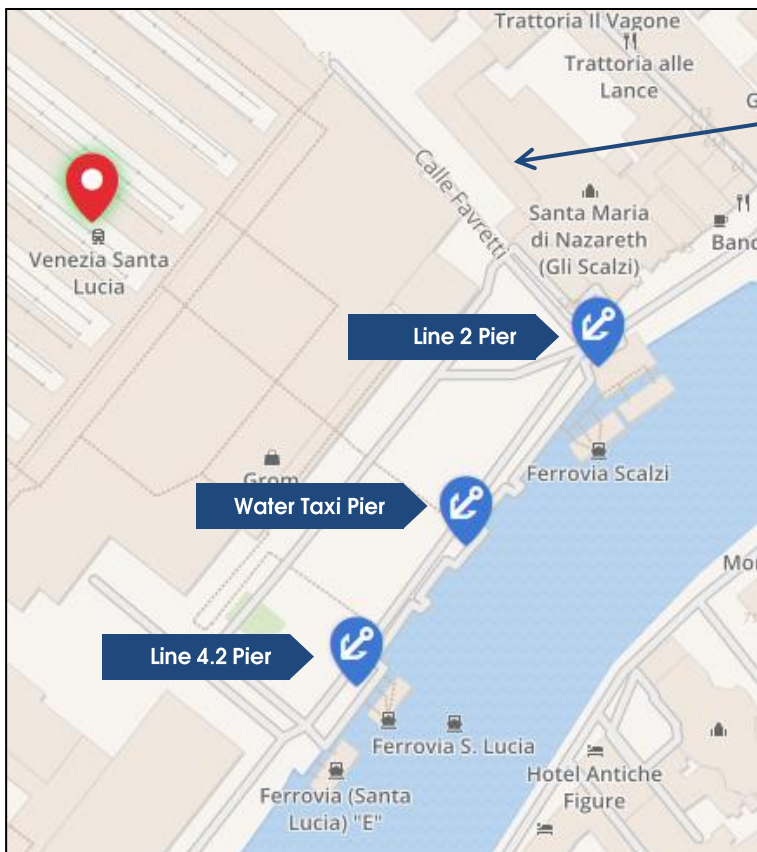 Trattoria Il Vagone
Trattoria alle
Lance
G
Calle Favretti
Santa Maria
di Nazareth
(Gli Scalzi)
Banc
Venezia Santa
Lucia
Line 2 Pier
Ferrovia Scalzi
Grom
Water Taxi Pier
Mor
Line 4.2 Pier
Ferrovia S. Lucia
Hotel Antiche
Figure
Ferrovia (Santa
Lucia) "E"